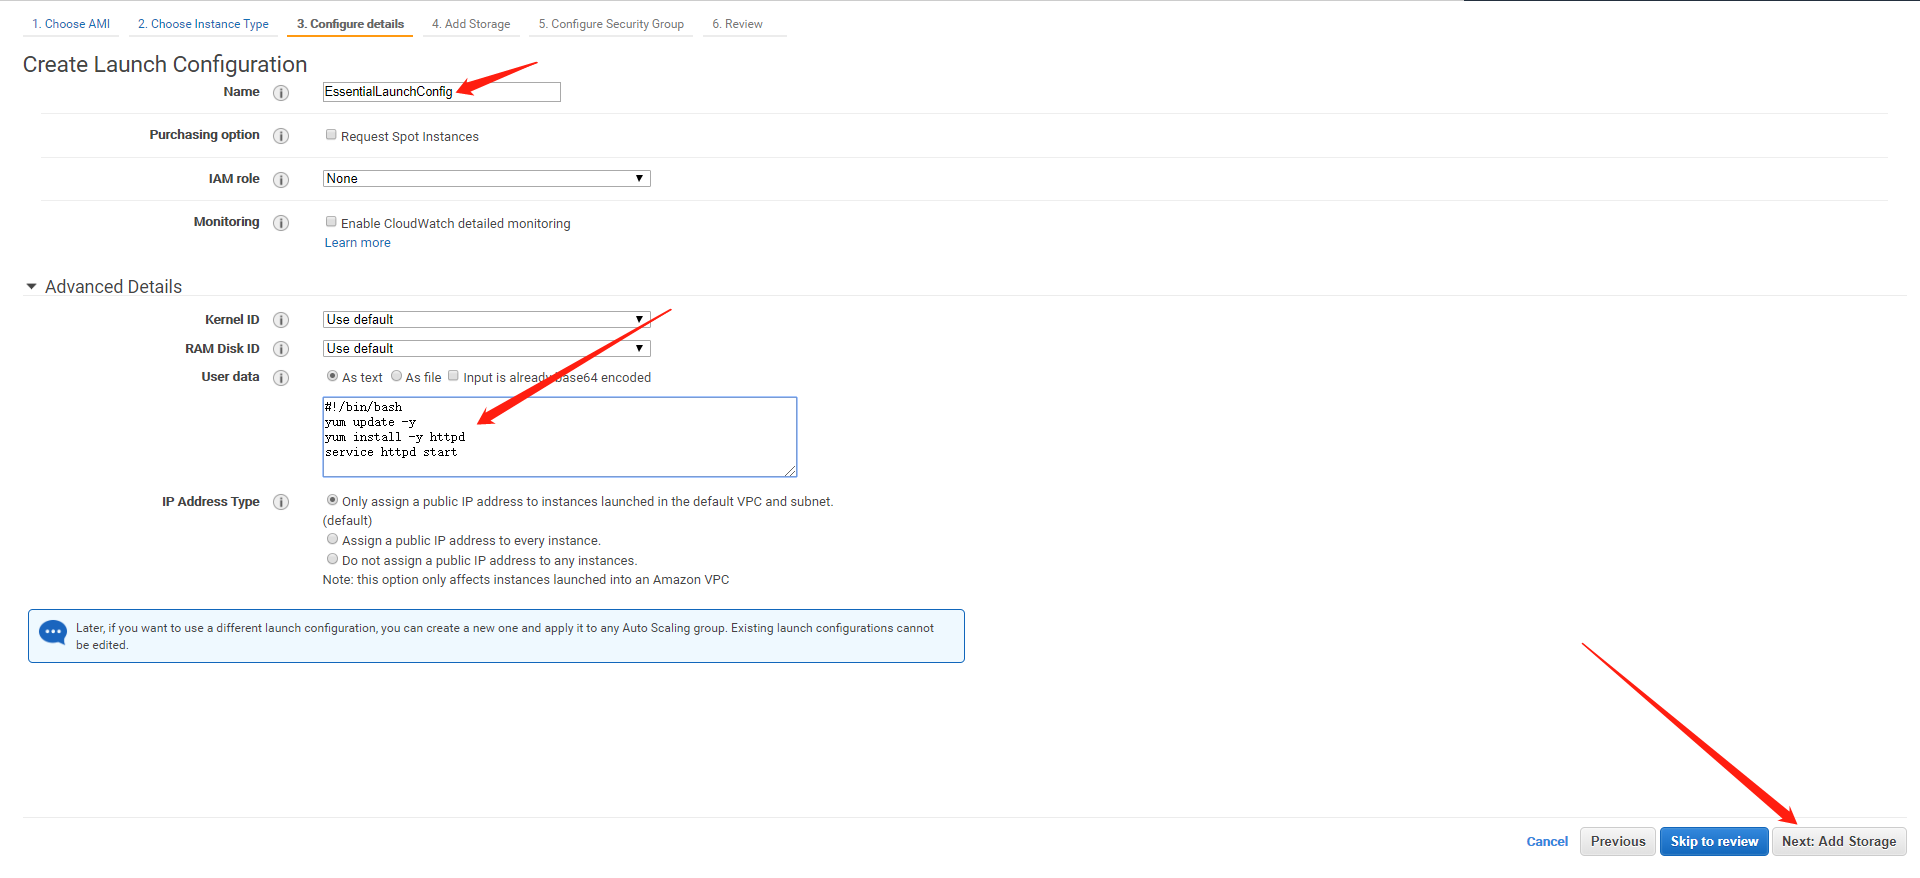 1. Choose AMI 2. Choose Instance Type 3. Configure details 4. Add Storage 5. Configure Security Group 6. Review
Create Launch Configuration
Name i EssentialLaunchConfig
Purchasing option i Request Spot Instances
IAM role i None
Monitoring i Enable CloudWatch detailed monitoring
Learn more
Advanced Details
Kernel ID i Use default
RAM Disk ID i Use default
User data i As text As file Input is already base64 encoded
#!/bin/bash
yum update -y
yum install -y httpd
service httpd start
IP Address Type i Only assign a public IP address to instances launched in the default VPC and subnet.
(default)
Assign a public IP address to every instance.
Do not assign a public IP address to any instances.
Note: this option only affects instances launched into an Amazon VPC
Later, if you want to use a different launch configuration, you can create a new one and apply it to any Auto Scaling group. Existing launch configurations cannot
be edited.
Cancel Previous Skip to review Next: Add Storage